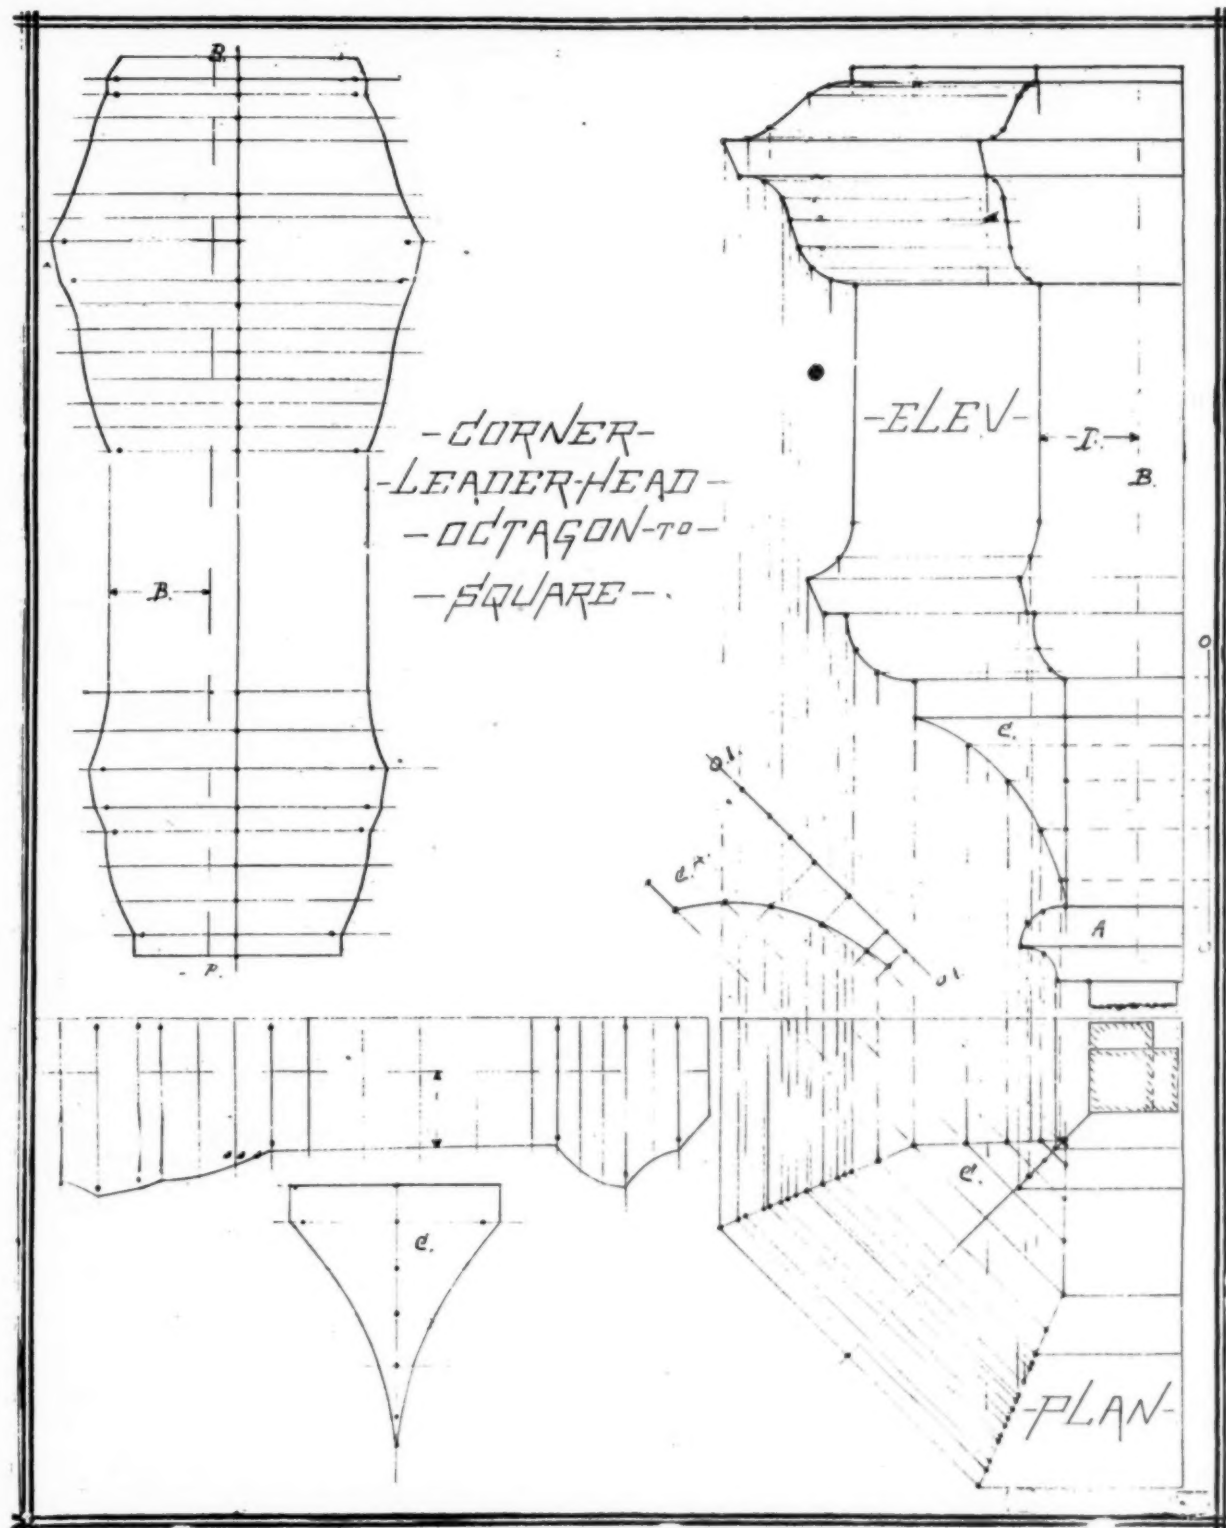 B.
-CORNER-
-LEADER-HEAD-
-OCTAGON-TO-
-SQUARE-
B.
P.
-ELEV-
B.
C.
A
O
O
O.L.
C.X.
O.L.
C.
C.
-PLAN-